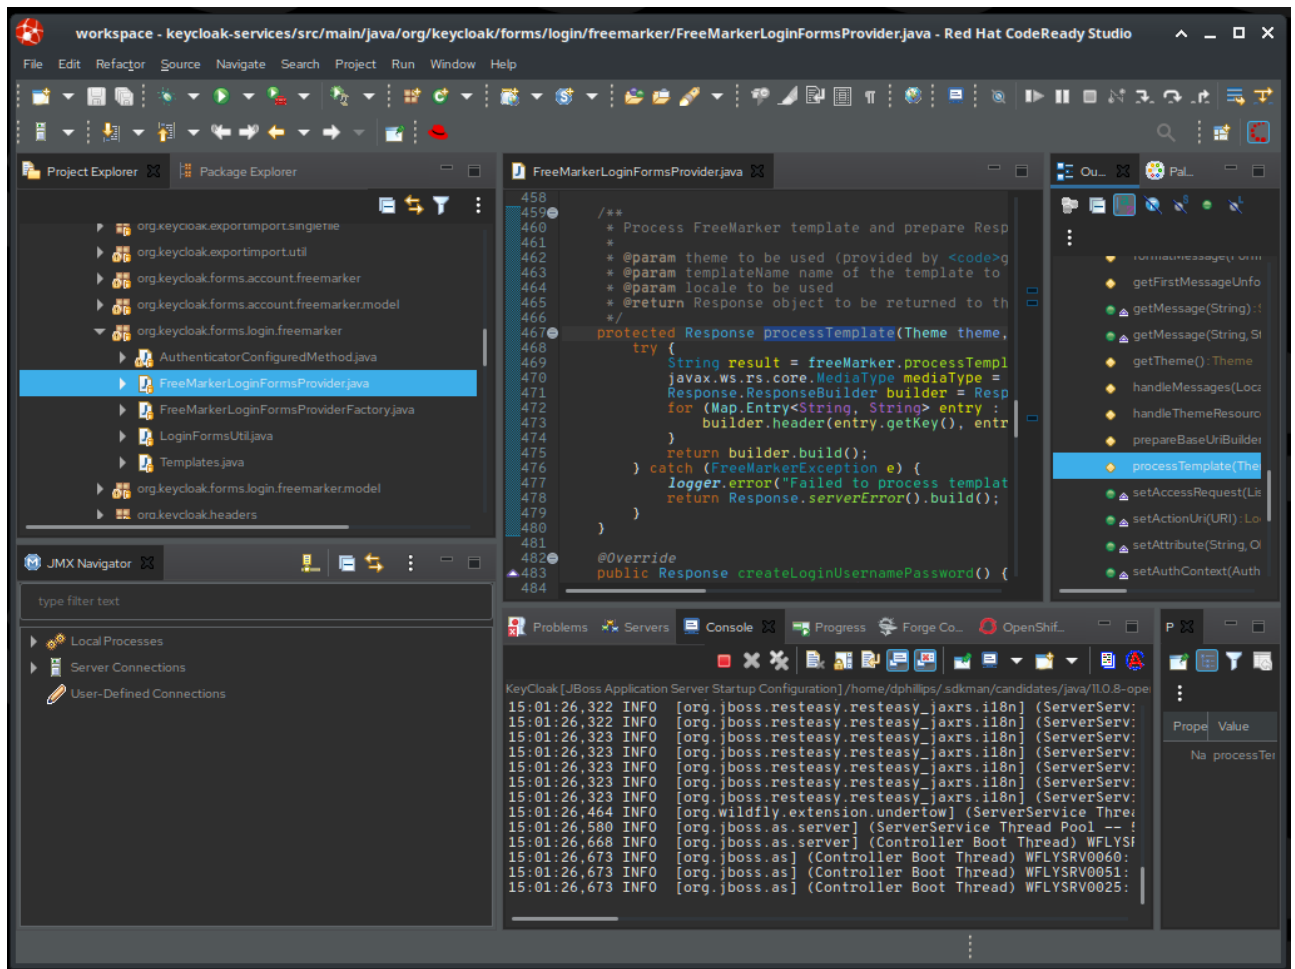 workspace - keycloak-services/src/main/java/org/keycloak/forms/login/freemarker/FreeMarkerLoginFormsProvider.java - Red Hat CodeReady Studio
File Edit Refactor Source Navigate Search Project Run Window Help
Project Explorer
Package Explorer
org.keycloak.exportimport.singlefile
org.keycloak.exportimport.util
org.keycloak.forms.account.freemarker
org.keycloak.forms.account.freemarker.model
org.keycloak.forms.login.freemarker
AuthenticatorConfiguredMethod.java
FreeMarkerLoginFormsProvider.java
FreeMarkerLoginFormsProviderFactory.java
LoginFormsUtil.java
Templates.java
org.keycloak.forms.login.freemarker.model
org.keycloak.headers
JMX Navigator
type filter text
Local Processes
Server Connections
User-Defined Connections
FreeMarkerLoginFormsProvider.java
458
459 /**
460 * Process FreeMarker template and prepare Resp
461 *
462 * @param theme to be used (provided by <code>g
463 * @param templateName name of the template to
464 * @param locale to be used
465 * @return Response object to be returned to th
466 */
467 protected Response processTemplate(Theme theme,
468 try {
469 String result = freeMarker.processTempl
470 javax.ws.rs.core.MediaType mediaType =
471 Response.ResponseBuilder builder = Resp
472 for (Map.Entry<String, String> entry :
473 builder.header(entry.getKey(), entr
474 }
475 return builder.build();
476 } catch (FreeMarkerException e) {
477 logger.error("Failed to process templat
478 return Response.serverError().build();
479 }
480 }
481
482 @Override
483 public Response createLoginUsernamePassword() {
484
Ou...
Pal...
formatMessage(Form
getFirstMessageUnfo
getMessage(String) : S
getMessage(String, St
getTheme() : Theme
handleMessages(Loca
handleThemeResourc
prepareBaseUriBuilder
processTemplate(The
setAccessRequest(Lis
setActionUri(URI) : Lo
setAttribute(String, O
setAuthContext(Auth
Problems Servers Console Progress Forge Co... OpenShif...
KeyCloak [JBoss Application Server Startup Configuration] /home/dphillips/.sdkman/candidates/java/11.0.8-ope
15:01:26,322 INFO [org.jboss.resteasy.resteasy_jaxrs.i18n] (ServerServ
15:01:26,322 INFO [org.jboss.resteasy.resteasy_jaxrs.i18n] (ServerServ
15:01:26,323 INFO [org.jboss.resteasy.resteasy_jaxrs.i18n] (ServerServ
15:01:26,323 INFO [org.jboss.resteasy.resteasy_jaxrs.i18n] (ServerServ
15:01:26,323 INFO [org.jboss.resteasy.resteasy_jaxrs.i18n] (ServerServ
15:01:26,323 INFO [org.jboss.resteasy.resteasy_jaxrs.i18n] (ServerServ
15:01:26,323 INFO [org.jboss.resteasy.resteasy_jaxrs.i18n] (ServerServ
15:01:26,464 INFO [org.wildfly.extension.undertow] (ServerService Threa
15:01:26,580 INFO [org.jboss.as.server] (ServerService Thread Pool -- 5
15:01:26,668 INFO [org.jboss.as.server] (Controller Boot Thread) WFLYSR
15:01:26,673 INFO [org.jboss.as] (Controller Boot Thread) WFLYSRV0060:
15:01:26,673 INFO [org.jboss.as] (Controller Boot Thread) WFLYSRV0051:
15:01:26,673 INFO [org.jboss.as] (Controller Boot Thread) WFLYSRV0025:
P
Prope Value
Na processTer